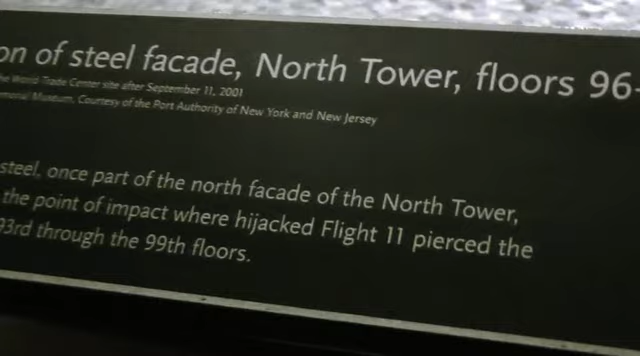 on of steel facade, North Tower, floors 96-
he World Trade Center site after September 11, 2001
morial Museum, Courtesy of the Port Authority of New York and New Jersey
steel, once part of the north facade of the North Tower,
the point of impact where hijacked Flight 11 pierced the
93rd through the 99th floors.